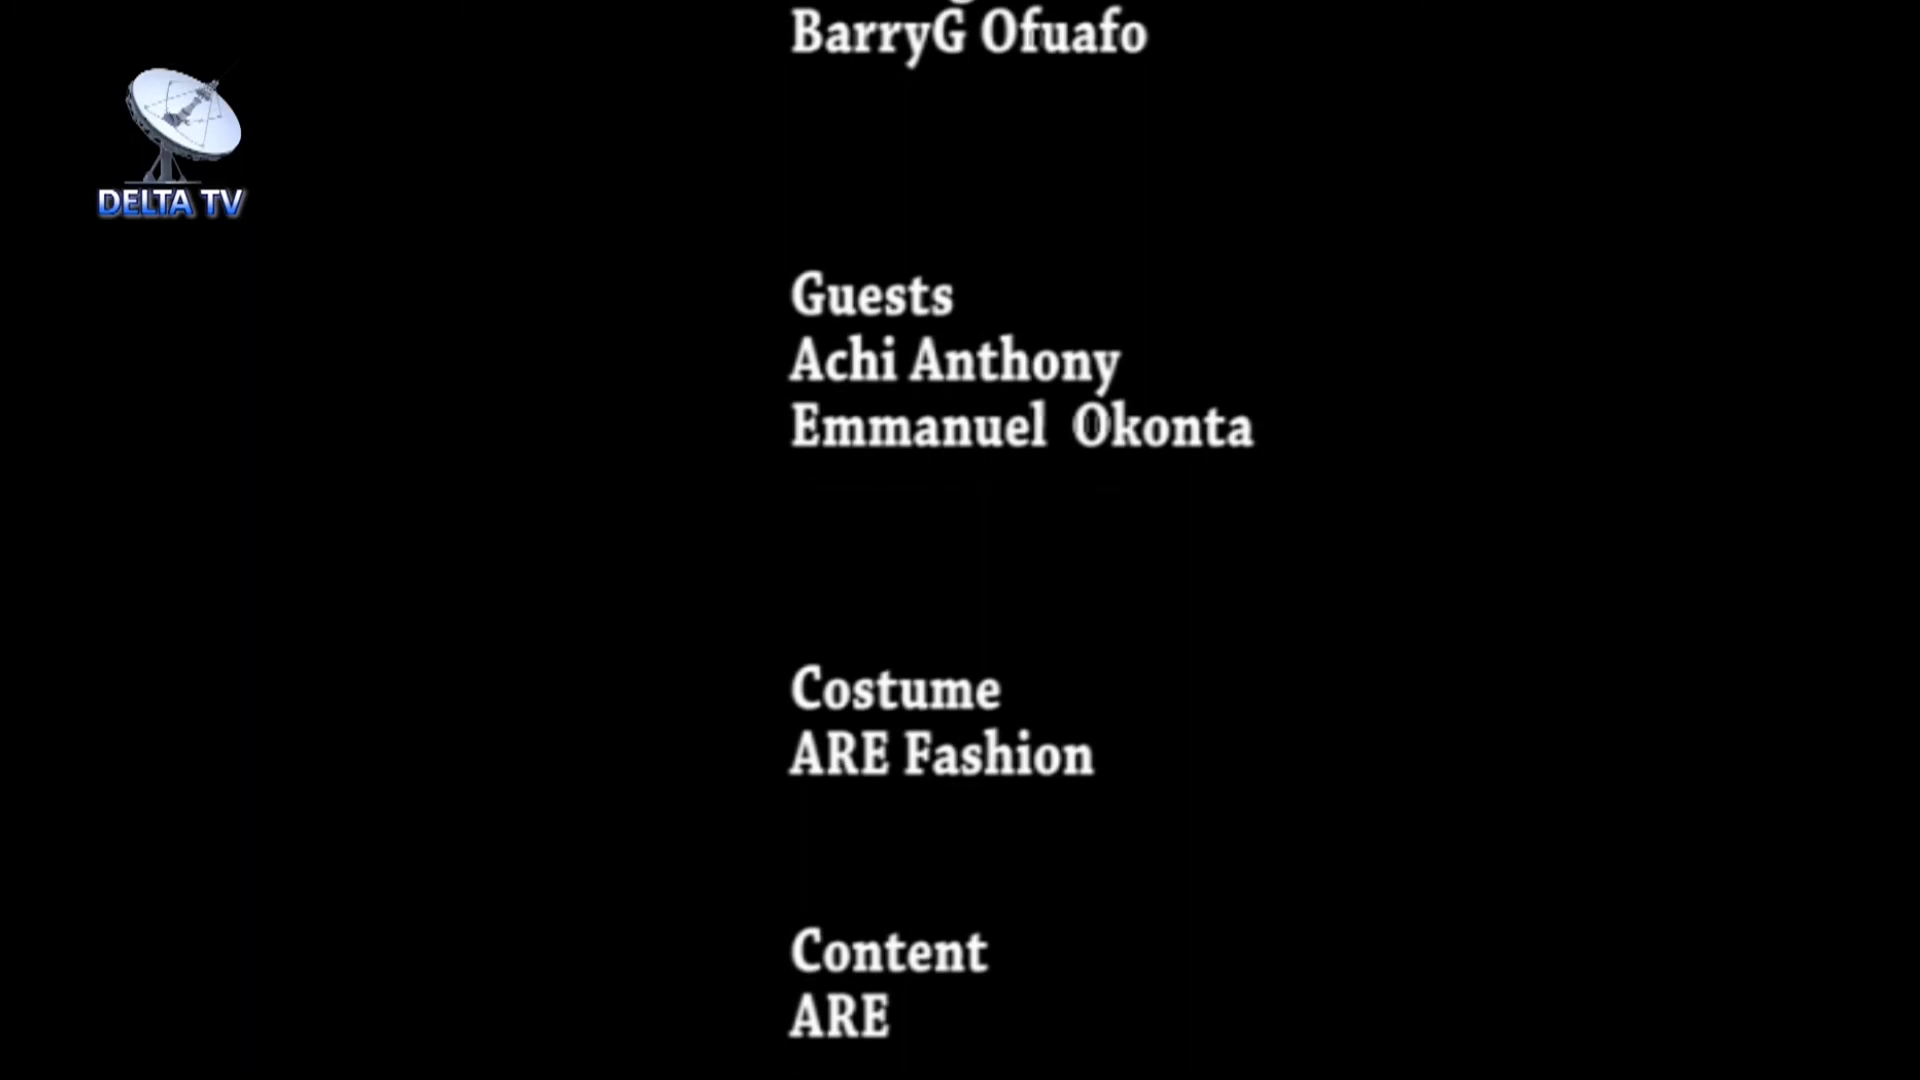 BarryG Ofuafo
DELTA TV
Guests
Achi Anthony
Emmanuel Okonta
Costume
ARE Fashion
Content
ARE